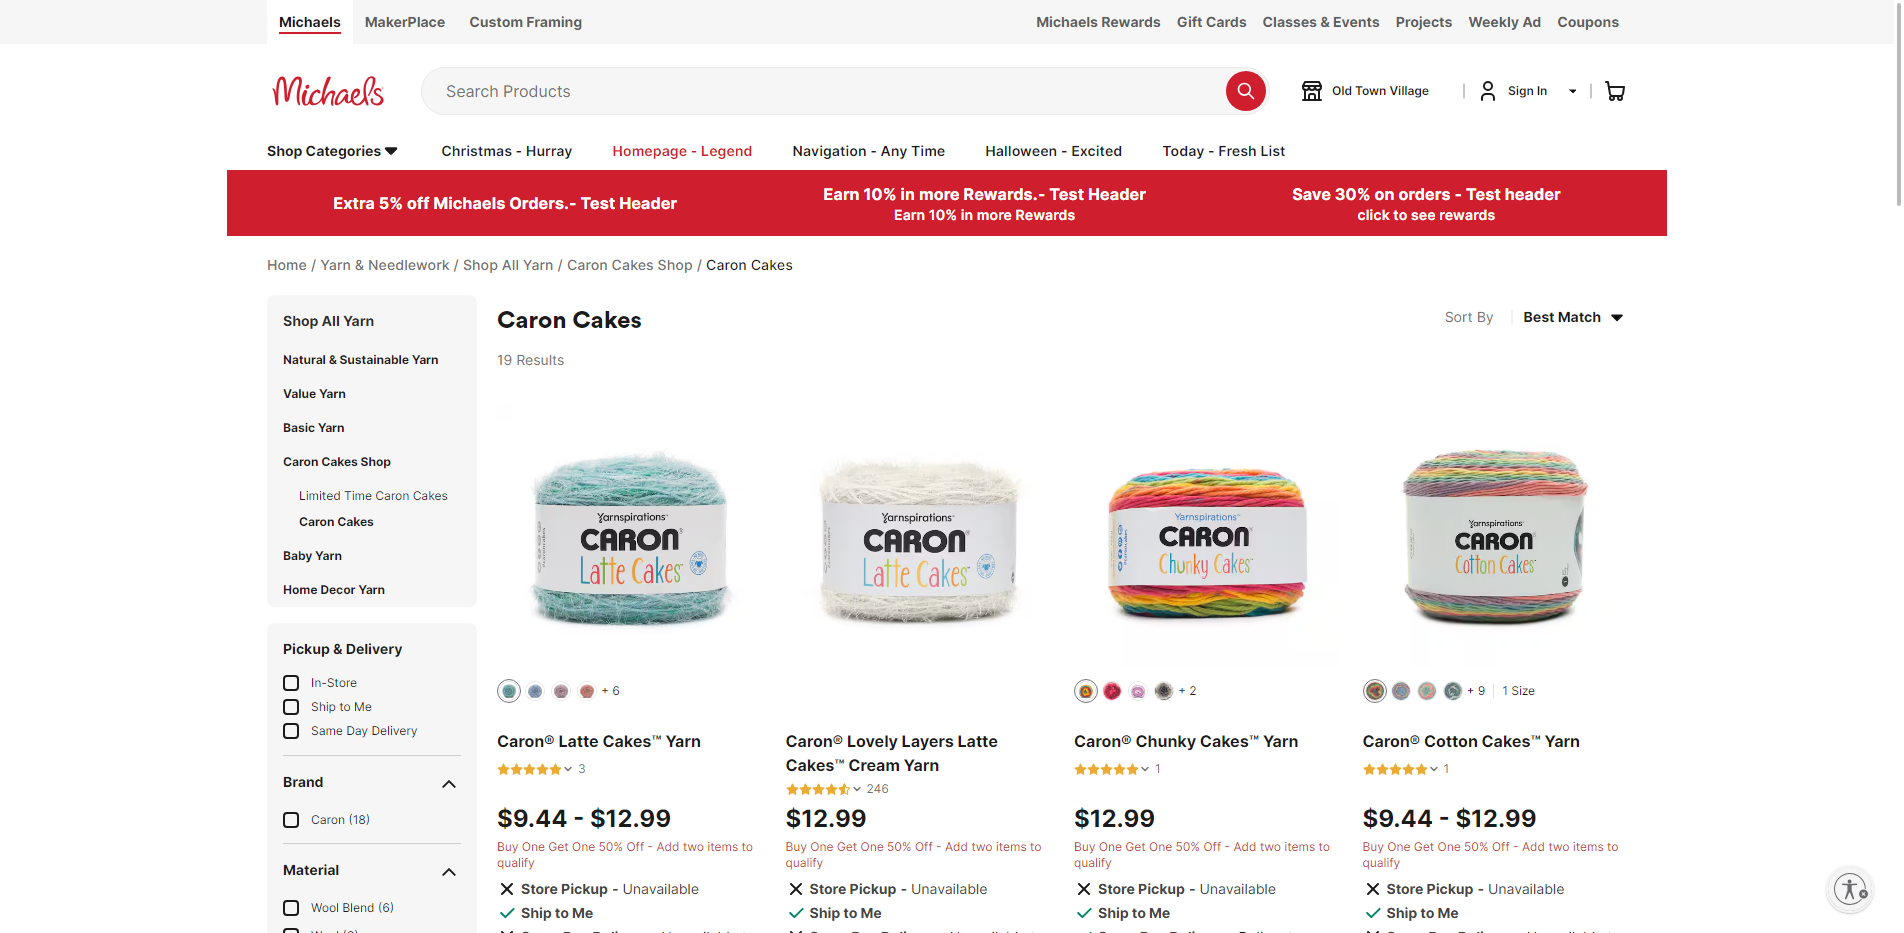 Michaels MakerPlace Custom Framing Michaels Rewards Gift Cards Classes & Events Projects Weekly Ad Coupons
Michaels Search Products Old Town Village Sign In
Shop Categories Christmas - Hurray Homepage - Legend Navigation - Any Time Halloween - Excited Today - Fresh List
Extra 5% off Michaels Orders.- Test Header
Earn 10% in more Rewards.- Test Header
Earn 10% in more Rewards
Save 30% on orders - Test header
click to see rewards
Home / Yarn & Needlework / Shop All Yarn / Caron Cakes Shop / Caron Cakes
Shop All Yarn
Natural & Sustainable Yarn
Value Yarn
Basic Yarn
Caron Cakes Shop
Limited Time Caron Cakes
Caron Cakes
Baby Yarn
Home Decor Yarn
Pickup & Delivery
In-Store
Ship to Me
Same Day Delivery
Brand
Caron (18)
Material
Wool Blend (6)
Caron Cakes
Sort By Best Match
19 Results
Yarnspirations™
CARON®
Latte Cakes™
+ 6
Caron® Latte Cakes™ Yarn
3
$9.44 - $12.99
Buy One Get One 50% Off - Add two items to
qualify
Store Pickup - Unavailable
Ship to Me
Yarnspirations™
CARON®
Latte Cakes™
Caron® Lovely Layers Latte
Cakes™ Cream Yarn
246
$12.99
Buy One Get One 50% Off - Add two items to
qualify
Store Pickup - Unavailable
Ship to Me
Yarnspirations™
CARON®
Chunky Cakes™
+ 2
Caron® Chunky Cakes™ Yarn
1
$12.99
Buy One Get One 50% Off - Add two items to
qualify
Store Pickup - Unavailable
Ship to Me
Yarnspirations™
CARON®
Cotton Cakes™
+ 9 1 Size
Caron® Cotton Cakes™ Yarn
1
$9.44 - $12.99
Buy One Get One 50% Off - Add two items to
qualify
Store Pickup - Unavailable
Ship to Me